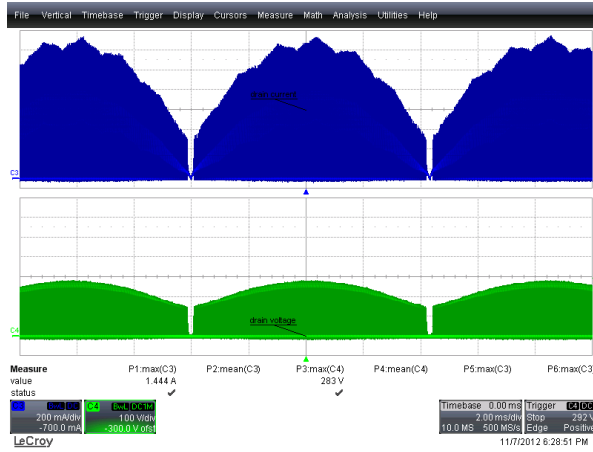 File Vertical Timebase Trigger Display Cursors Measure Math Analysis Utilities Help
drain current
C3
drain voltage
C4
Measure P1:max(C3) P2:mean(C3) P3:max(C4) P4:mean(C4) P5:max(C3) P6:max(C3)
value 1.444 A 283 V
status
C4 BwL DC1M Timebase 0.00 ms Trigger C4 DC
200 mA/div 100 V/div 2.00 ms/div Stop 292 V
-700.0 mA -300.0 V ofst 10.0 MS 500 MS/s Edge Positive
LeCroy 11/7/2012 6:28:51 PM